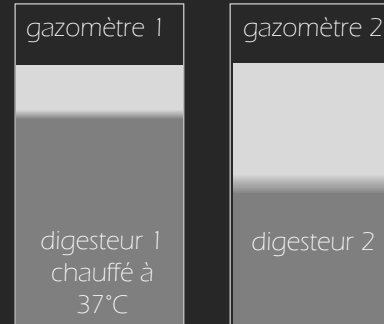 gazomètre 1
gazomètre 2
digesteur 1
chauffé à
37°C
digesteur 2